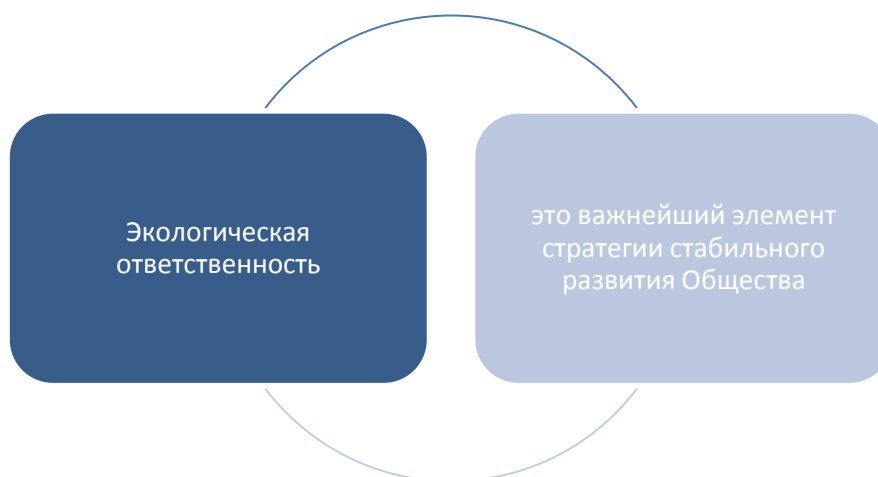 Экологическая
ответственность
это важнейший элемент
стратегии стабильного
развития Общества